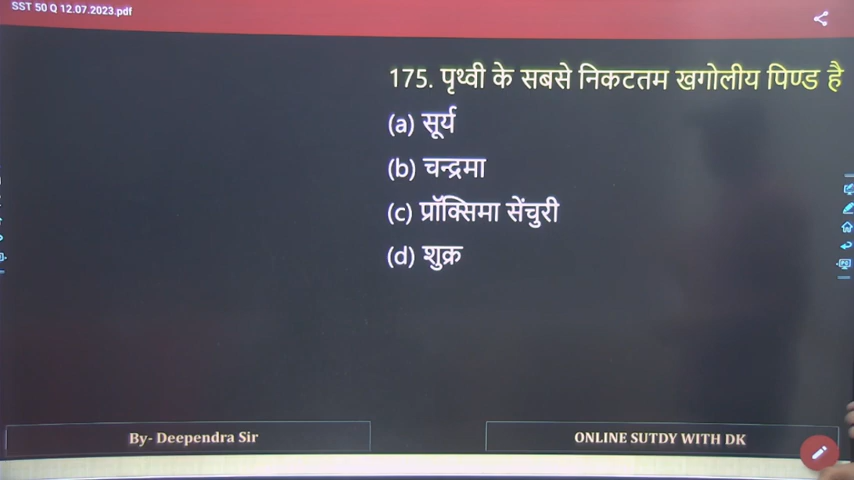 SST 50 Q 12.07.2023.pdf
175. पृथ्वी के सबसे निकटतम खगोलीय पिण्ड है
(a) सूर्य
(b) चन्द्रमा
(c) प्रॉक्सिमा सेंचुरी
(d) शुक्र
By- Deependra Sir
ONLINE SUTDY WITH DK